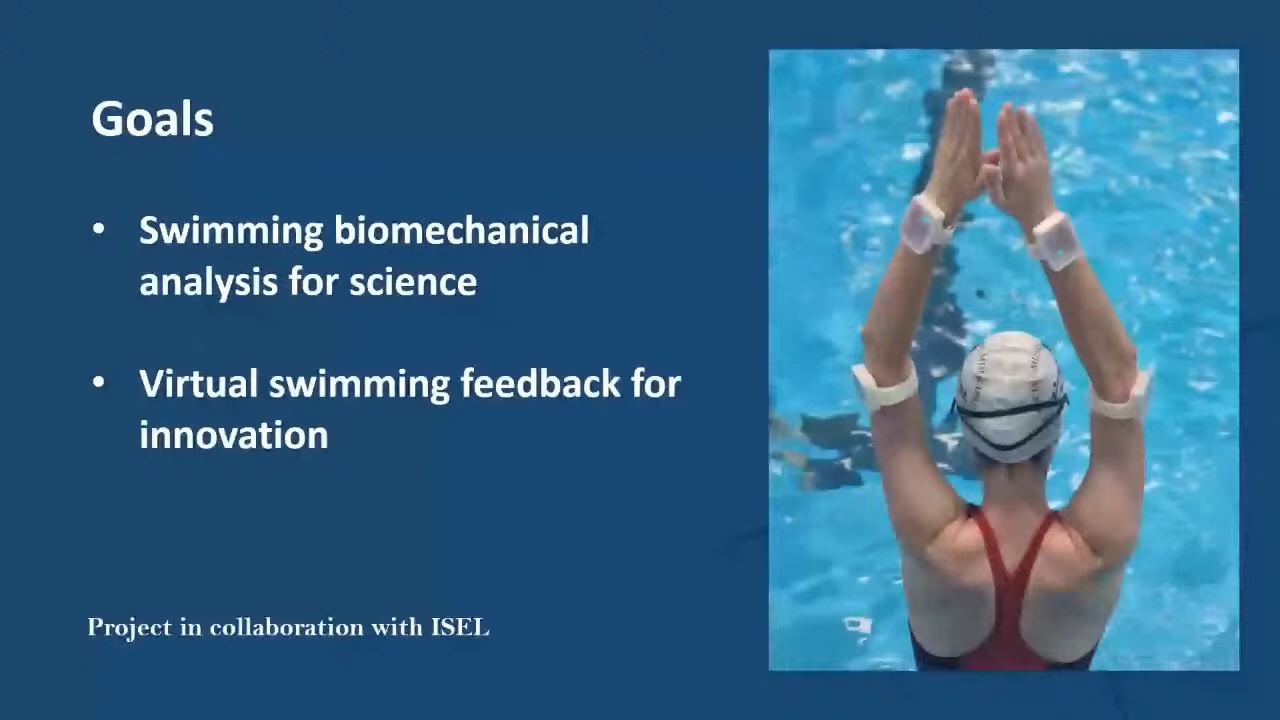 Goals
• Swimming biomechanical
analysis for science
• Virtual swimming feedback for
innovation
Project in collaboration with ISEL